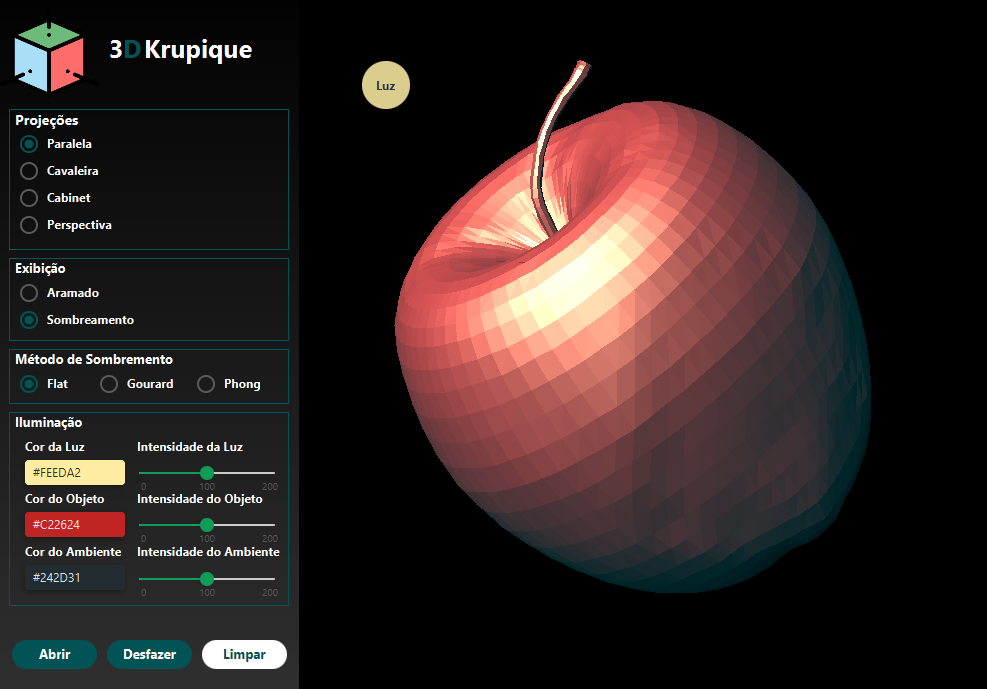 3DKrupique
Luz
Projeções
Paralela
Cavaleira
Cabinet
Perspectiva
Exibição
Aramado
Sombreamento
Método de Sombremento
Flat Gourard Phong
Iluminação
Cor da Luz Intensidade da Luz
#FEEDA2
0 100 200
Cor do Objeto Intensidade do Objeto
#C22624
0 100 200
Cor do Ambiente Intensidade do Ambiente
#242D31
0 100 200
Abrir Desfazer Limpar